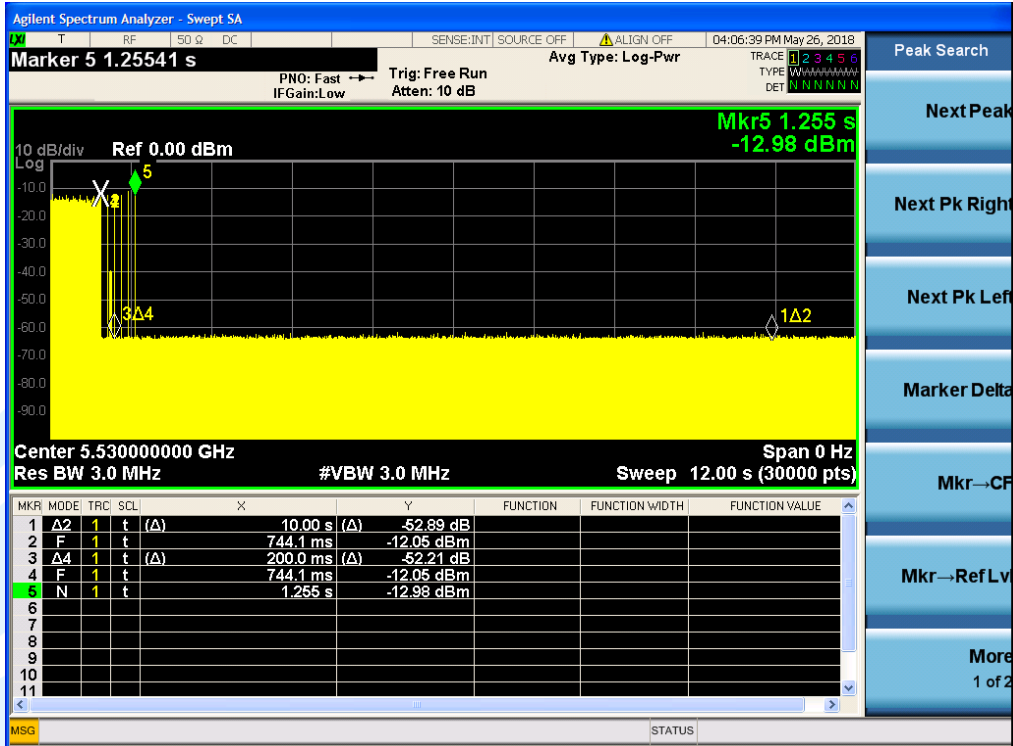 Agilent Spectrum Analyzer - Swept SA
LXI T RF 50 Ω DC SENSE:INT SOURCE OFF ⚠ALIGN OFF 04:06:39 PM May 26, 2018
Marker 5 1.25541 s
PNO: Fast
IFGain:Low
Trig: Free Run
Atten: 10 dB
Avg Type: Log-Pwr
TRACE 1 2 3 4 5 6
TYPE WWWWWW
DET N N N N N N
Mkr5 1.255 s
-12.98 dBm
10 dB/div Ref 0.00 dBm
Log
-10.0
-20.0
-30.0
-40.0
-50.0
-60.0
-70.0
-80.0
-90.0
X 2 5
3Δ4 1Δ2
Center 5.530000000 GHz Span 0 Hz
Res BW 3.0 MHz #VBW 3.0 MHz Sweep 12.00 s (30000 pts)
MKR MODE TRC SCL X Y FUNCTION FUNCTION WIDTH FUNCTION VALUE
1 Δ2 1 t (Δ) 10.00 s (Δ) -52.89 dB
2 F 1 t 744.1 ms -12.05 dBm
3 Δ4 1 t (Δ) 200.0 ms (Δ) -52.21 dB
4 F 1 t 744.1 ms -12.05 dBm
5 N 1 t 1.255 s -12.98 dBm
6
7
8
9
10
11
MSG STATUS
Peak Search
Next Peak
Next Pk Right
Next Pk Left
Marker Delta
Mkr→CF
Mkr→Ref Lvl
More
1 of 2